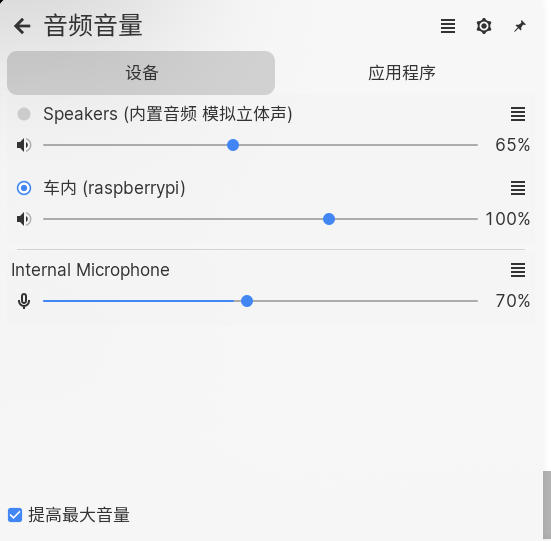 音频音量
设备
应用程序
Speakers (内置音频 模拟立体声)
65%
车内 (raspberrypi)
100%
Internal Microphone
70%
提高最大音量